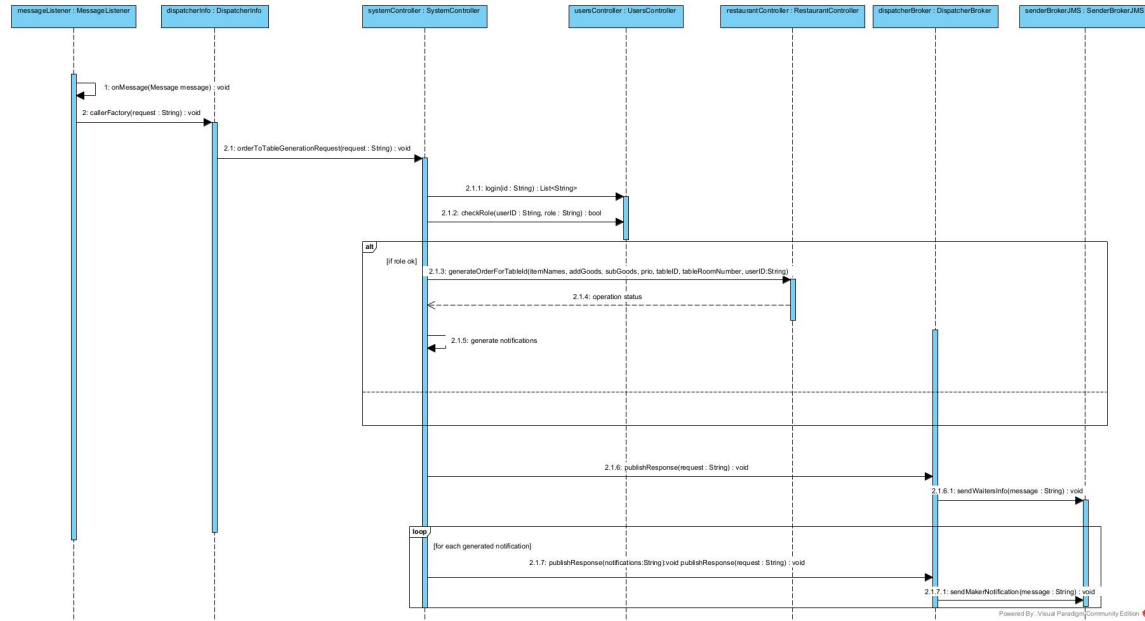 messageListener : MessageListener
dispatcherInfo : DispatcherInfo
systemController : SystemController
usersController : UsersController
restaurantController : RestaurantController
dispatcherBroker : DispatcherBroker
senderBrokerJMS : SenderBrokerJMS
1: onMessage(Message message) : void
2: callerFactory(request : String) : void
2.1: orderToTableGenerationRequest(request : String) : void
2.1.1: login(id : String) : List<String>
2.1.2: checkRole(userID : String, role : String) : bool
alt
[if role ok]
2.1.3: generateOrderForTableId(itemNames, addGoods, subGoods, prio, tableID, tableRoomNumber, userID:String)
2.1.4: operation status
2.1.5: generate notifications
2.1.6: publishResponse(request : String) : void
2.1.6.1: sendWaitersInfo(message : String) : void
loop
[for each generated notification]
2.1.7: publishResponse(notifications:String):void publishResponse(request : String) : void
2.1.7.1: sendMakerNotification(message : String) : void
Powered By: Visual Paradigm Community Edition